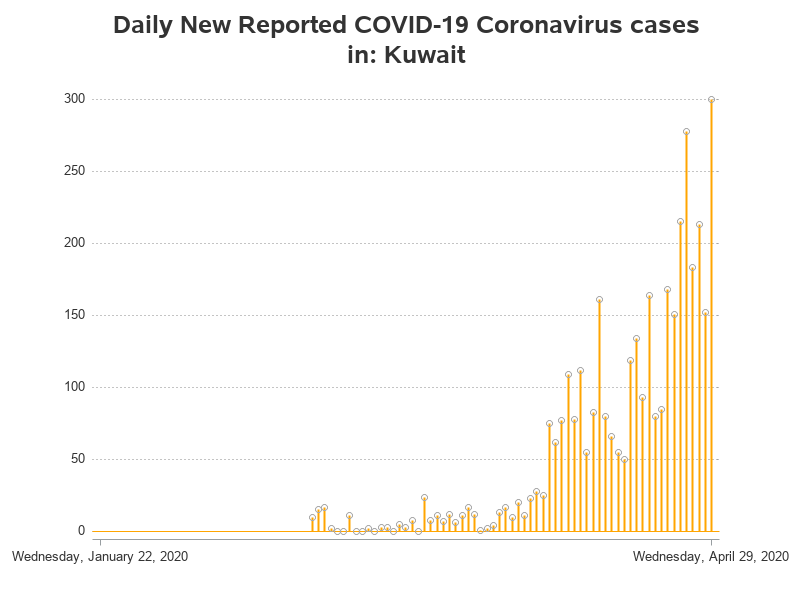 Daily New Reported COVID-19 Coronavirus cases
in: Kuwait
300
250
200
150
100
50
0
Wednesday, January 22, 2020
Wednesday, April 29, 2020